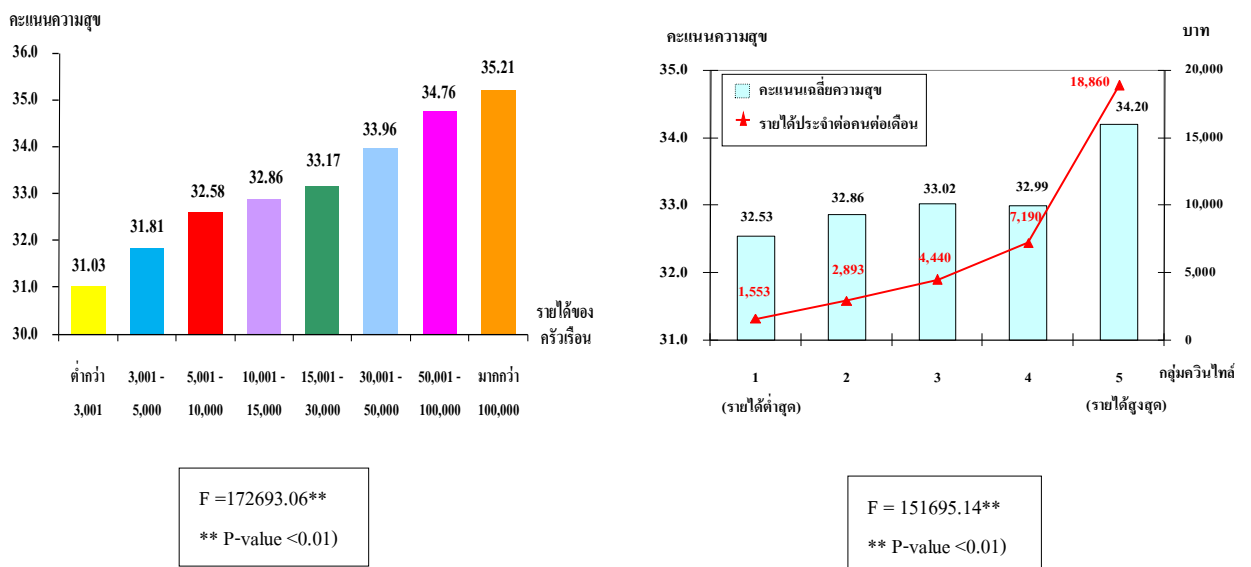 คะแนนความสุข
36.0
35.0
34.0
33.0
32.0
31.0
30.0
31.03
31.81
32.58
32.86
33.17
33.96
34.76
35.21
รายได้ของ
ครัวเรือน
ต่ำกว่า 3,001 - 5,001 - 10,001 - 15,001 - 30,001 - 50,001 - มากกว่า
3,001 5,000 10,000 15,000 30,000 50,000 100,000 100,000
F =172693.06**
** P-value <0.01)
คะแนนความสุข
บาท
35.0
34.0
33.0
32.0
31.0
20,000
15,000
10,000
5,000
0
คะแนนเฉลี่ยความสุข
รายได้ประจำต่อคนต่อเดือน
32.53
32.86
33.02
32.99
34.20
1,553
2,893
4,440
7,190
18,860
1 2 3 4 5 กลุ่มควินไทล์
(รายได้ต่ำสุด) (รายได้สูงสุด)
F = 151695.14**
** P-value <0.01)